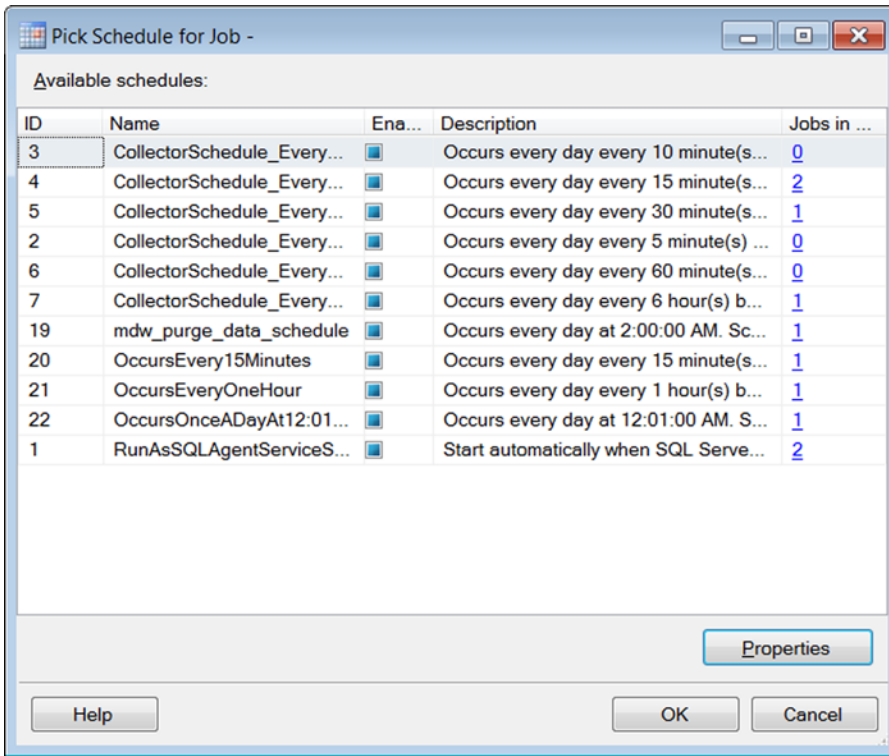 Pick Schedule for Job -
Available schedules:
ID Name Ena... Description Jobs in ...
3 CollectorSchedule_Every... Occurs every day every 10 minute(s... 0
4 CollectorSchedule_Every... Occurs every day every 15 minute(s... 2
5 CollectorSchedule_Every... Occurs every day every 30 minute(s... 1
2 CollectorSchedule_Every... Occurs every day every 5 minute(s) ... 0
6 CollectorSchedule_Every... Occurs every day every 60 minute(s... 0
7 CollectorSchedule_Every... Occurs every day every 6 hour(s) b... 1
19 mdw_purge_data_schedule Occurs every day at 2:00:00 AM. Sc... 1
20 OccursEvery15Minutes Occurs every day every 15 minute(s... 1
21 OccursEveryOneHour Occurs every day every 1 hour(s) b... 1
22 OccursOnceADayAt12:01... Occurs every day at 12:01:00 AM. S... 1
1 RunAsSQLAgentServiceS... Start automatically when SQL Serve... 2
Properties
Help OK Cancel